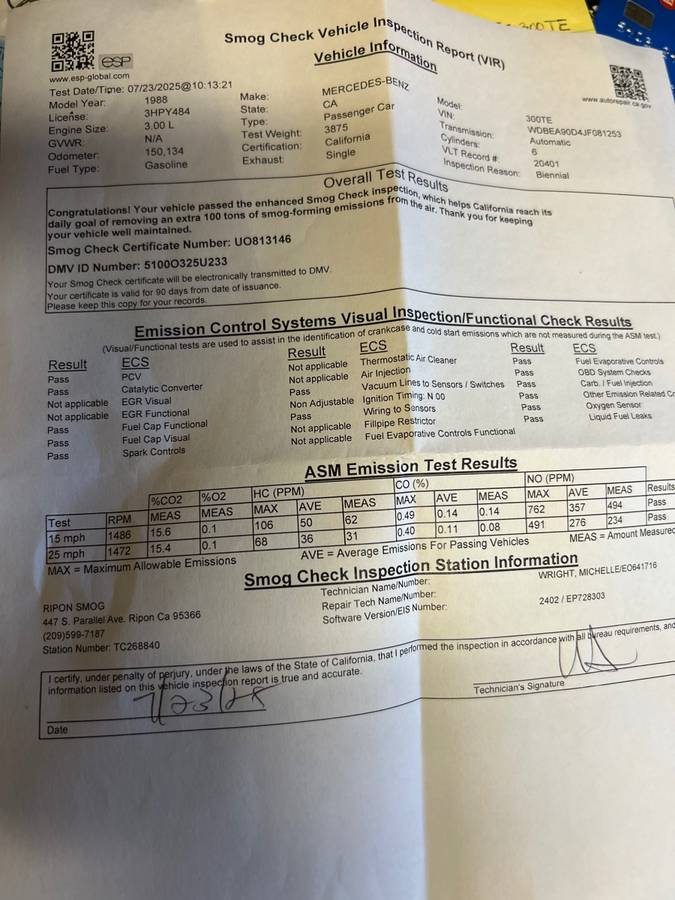 300TE
Smog Check Vehicle Inspection Report (VIR)
Vehicle Information
esp
www.esp-global.com
www.autorepair.ca.gov
Test Date/Time: 07/23/2025@10:13:21
Model Year: 1988 Make: MERCEDES-BENZ Model: 300TE
License: 3HPY484 State: CA VIN: WDBEA90D4JF081253
Engine Size: 3.00 L Type: Passenger Car Transmission: Automatic
GVWR: N/A Test Weight: 3875 Cylinders: 6
Odometer: 150,134 Certification: California VLT Record #: 20401
Fuel Type: Gasoline Exhaust: Single Inspection Reason: Biennial
Overall Test Results
Congratulations! Your vehicle passed the enhanced Smog Check inspection, which helps California reach its
daily goal of removing an extra 100 tons of smog-forming emissions from the air. Thank you for keeping
your vehicle well maintained.
Smog Check Certificate Number: UO813146
DMV ID Number: 5100O325U233
Your Smog Check certificate will be electronically transmitted to DMV.
Your certificate is valid for 90 days from date of issuance.
Please keep this copy for your records.
Emission Control Systems Visual Inspection/Functional Check Results
(Visual/Functional tests are used to assist in the identification of crankcase and cold start emissions which are not measured during the ASM test.)
Result ECS Result ECS Result ECS
Pass PCV Not applicable Thermostatic Air Cleaner Pass Fuel Evaporative Controls
Pass Catalytic Converter Not applicable Air Injection Pass OBD System Checks
Not applicable EGR Visual Pass Vacuum Lines to Sensors / Switches Pass Carb. / Fuel Injection
Not applicable EGR Functional Non Adjustable Ignition Timing: N 00 Pass Other Emission Related
Pass Fuel Cap Functional Pass Wiring to Sensors Pass Oxygen Sensor
Pass Fuel Cap Visual Not applicable Fillpipe Restrictor Pass Liquid Fuel Leaks
Pass Spark Controls Not applicable Fuel Evaporative Controls Functional
ASM Emission Test Results
%CO2 %O2 HC (PPM) CO (%) NO (PPM)
Test RPM MEAS MEAS MAX AVE MEAS MAX AVE MEAS MAX AVE MEAS Results
15 mph 1486 15.6 0.1 106 50 62 0.49 0.14 0.14 762 357 494 Pass
25 mph 1472 15.4 0.1 68 36 31 0.40 0.11 0.08 491 276 234 Pass
MAX = Maximum Allowable Emissions AVE = Average Emissions For Passing Vehicles MEAS = Amount Measured
Smog Check Inspection Station Information
RIPON SMOG Technician Name/Number: WRIGHT, MICHELLE/EO641716
447 S. Parallel Ave. Ripon Ca 95366 Repair Tech Name/Number:
(209)599-7187 Software Version/EIS Number: 2402 / EP728303
Station Number: TC268840
I certify, under penalty of perjury, under the laws of the State of California, that I performed the inspection in accordance with all bureau requirements, and
information listed on this vehicle inspection report is true and accurate.
7/23/25
Date
Technician's Signature